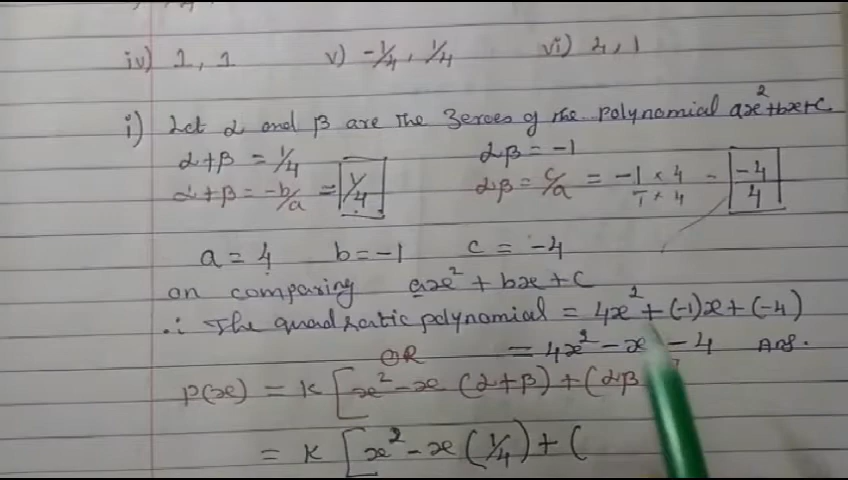 iv) 1, 1 v) -1/4, 1/4 vi) 4, 1
i) Let α and β are the zeroes of the polynomial ax²+bx+c
α+β = 1/4 αβ = -1
α+β = -b/a = 1/4 αβ = c/a = -1/1 × 4/4 = -4/4
a = 4 b = -1 c = -4
on comparing ax² + bx + c
∴ The quadratic polynomial = 4x² + (-1)x + (-4)
= 4x² - x - 4 Ans.
OR
p(x) = K [x² - x (α+β) + (αβ
= K [x² - x (1/4) + (